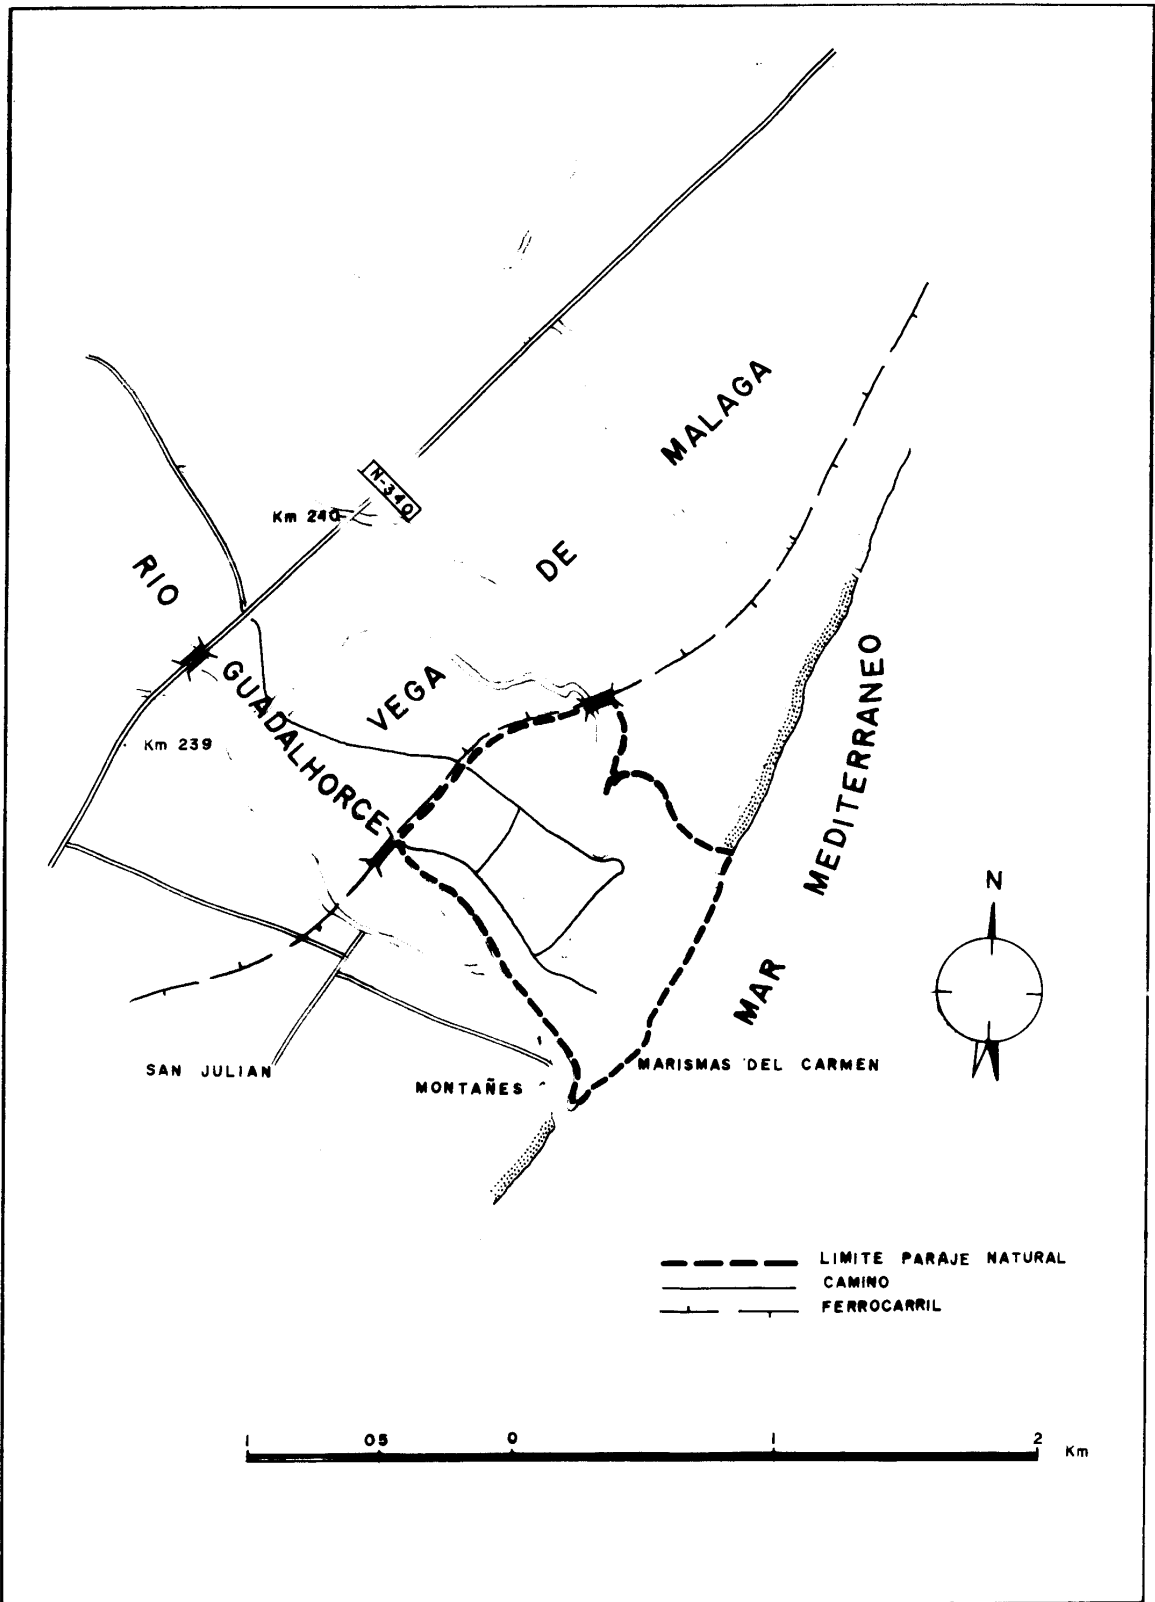 MALAGA
N-340
Km 240
DE
RIO
VEGA
GUADALHORCE
Km 239
MAR MEDITERRANEO
N
SAN JULIAN
MONTAÑES
MARISMAS DEL CARMEN
LIMITE PARAJE NATURAL
CAMINO
FERROCARRIL
1 05 0 1 2 Km